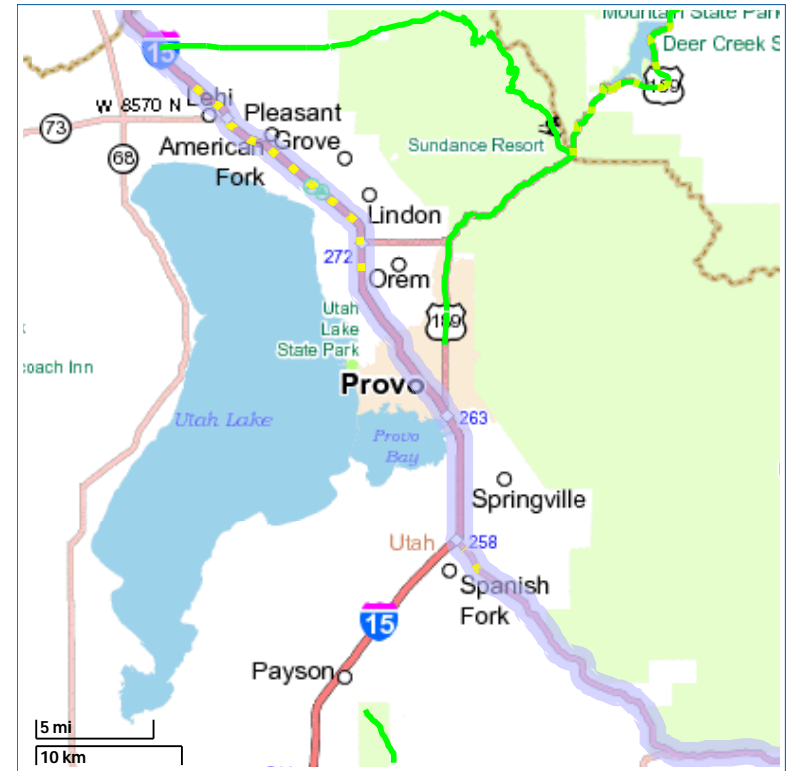 Mountain State Park
Deer Creek S
15
189
Lehi
W 8570 N
Pleasant
Grove
73
68
American
Fork
Sundance Resort
Lindon
272
Orem
Utah
Lake
State Park
189
coach Inn
Provo
Utah Lake
Provo
Bay
263
Springville
Utah
258
Spanish
Fork
15
Payson
5 mi
10 km